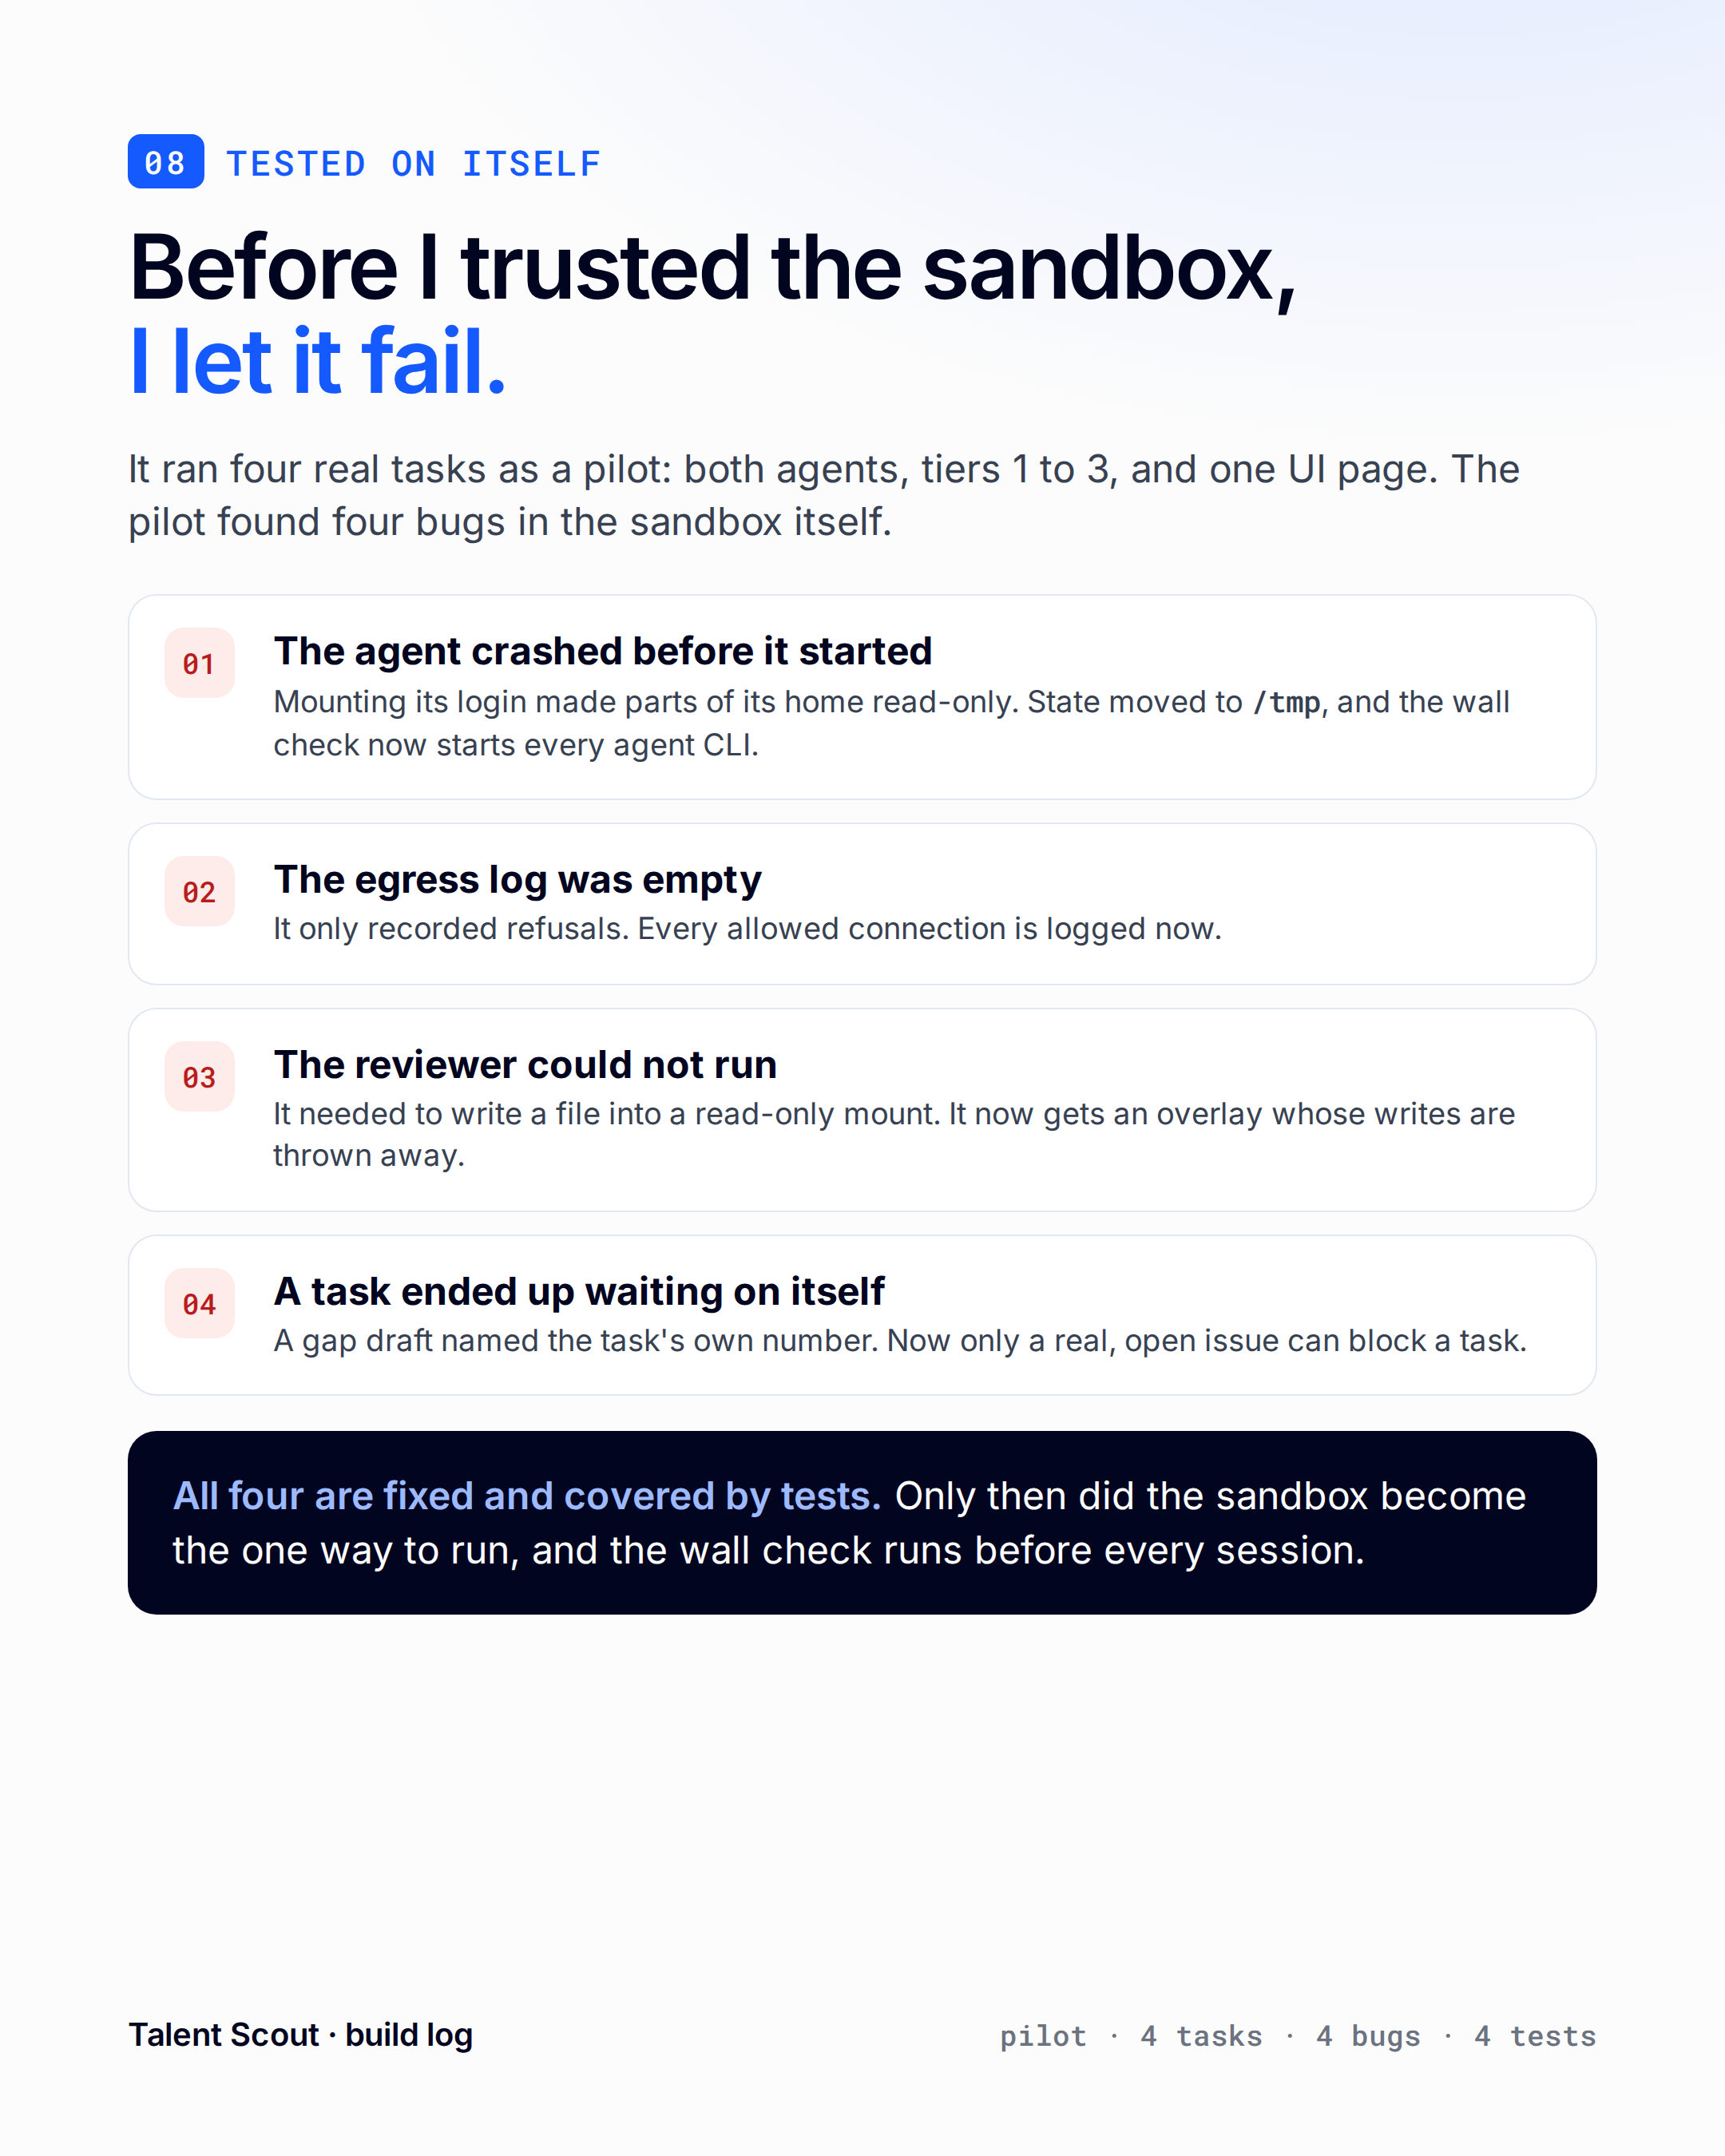 08 TESTED ON ITSELF
Before I trusted the sandbox,
I let it fail.
It ran four real tasks as a pilot: both agents, tiers 1 to 3, and one UI page. The
pilot found four bugs in the sandbox itself.
01 The agent crashed before it started
Mounting its login made parts of its home read-only. State moved to /tmp, and the wall
check now starts every agent CLI.
02 The egress log was empty
It only recorded refusals. Every allowed connection is logged now.
03 The reviewer could not run
It needed to write a file into a read-only mount. It now gets an overlay whose writes are
thrown away.
04 A task ended up waiting on itself
A gap draft named the task's own number. Now only a real, open issue can block a task.
All four are fixed and covered by tests. Only then did the sandbox become
the one way to run, and the wall check runs before every session.
Talent Scout · build log
pilot · 4 tasks · 4 bugs · 4 tests